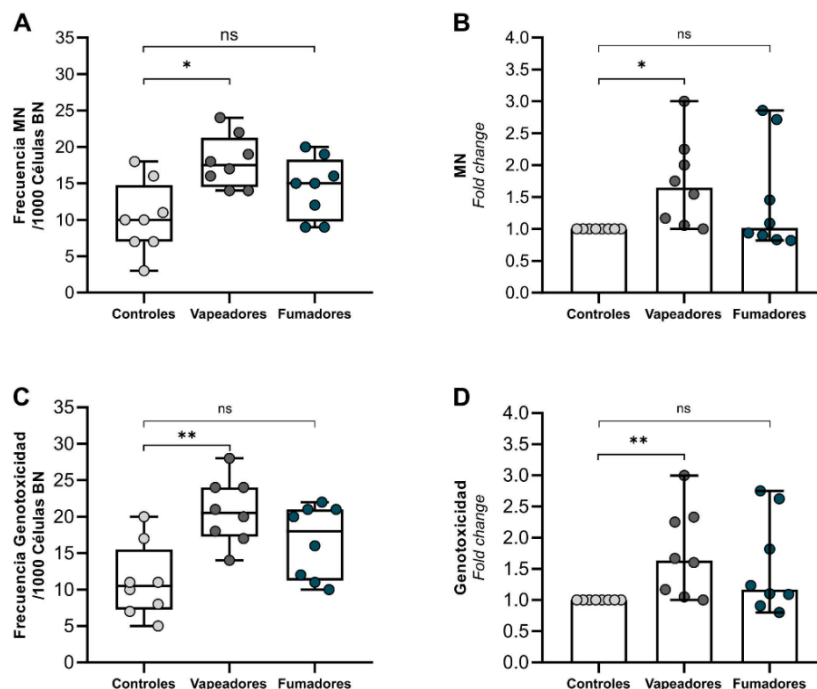 A
Frecuencia MN
/1000 Células BN
35
30
25
20
15
10
5
0
ns
*
Controles Vapeadores Fumadores
B
MN
Fold change
4.0
3.5
3.0
2.5
2.0
1.5
1.0
0.5
0.0
ns
*
Controles Vapeadores Fumadores
C
Frecuencia Genotoxicidad
/1000 Células BN
35
30
25
20
15
10
5
0
ns
**
Controles Vapeadores Fumadores
D
Genotoxicidad
Fold change
4.0
3.5
3.0
2.5
2.0
1.5
1.0
0.5
0.0
ns
**
Controles Vapeadores Fumadores